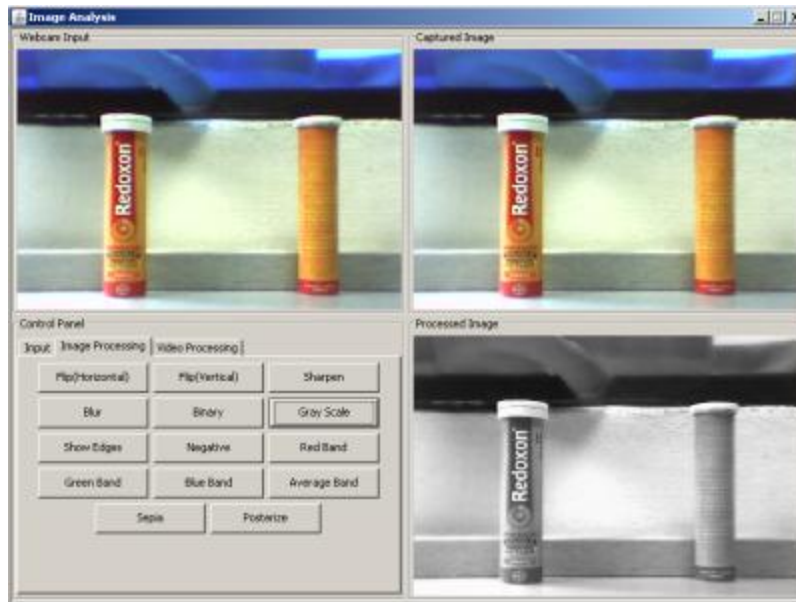 Image Analysis
Webcam Input
Captured Image
Redoxon
Redoxon
Control Panel
Processed Image
Input Image Processing Video Processing
Flip(Horizontal) Flip(Vertical) Sharpen
Blur Binary Gray Scale
Show Edges Negative Red Band
Green Band Blue Band Average Band
Sepia Posterize
Redoxon